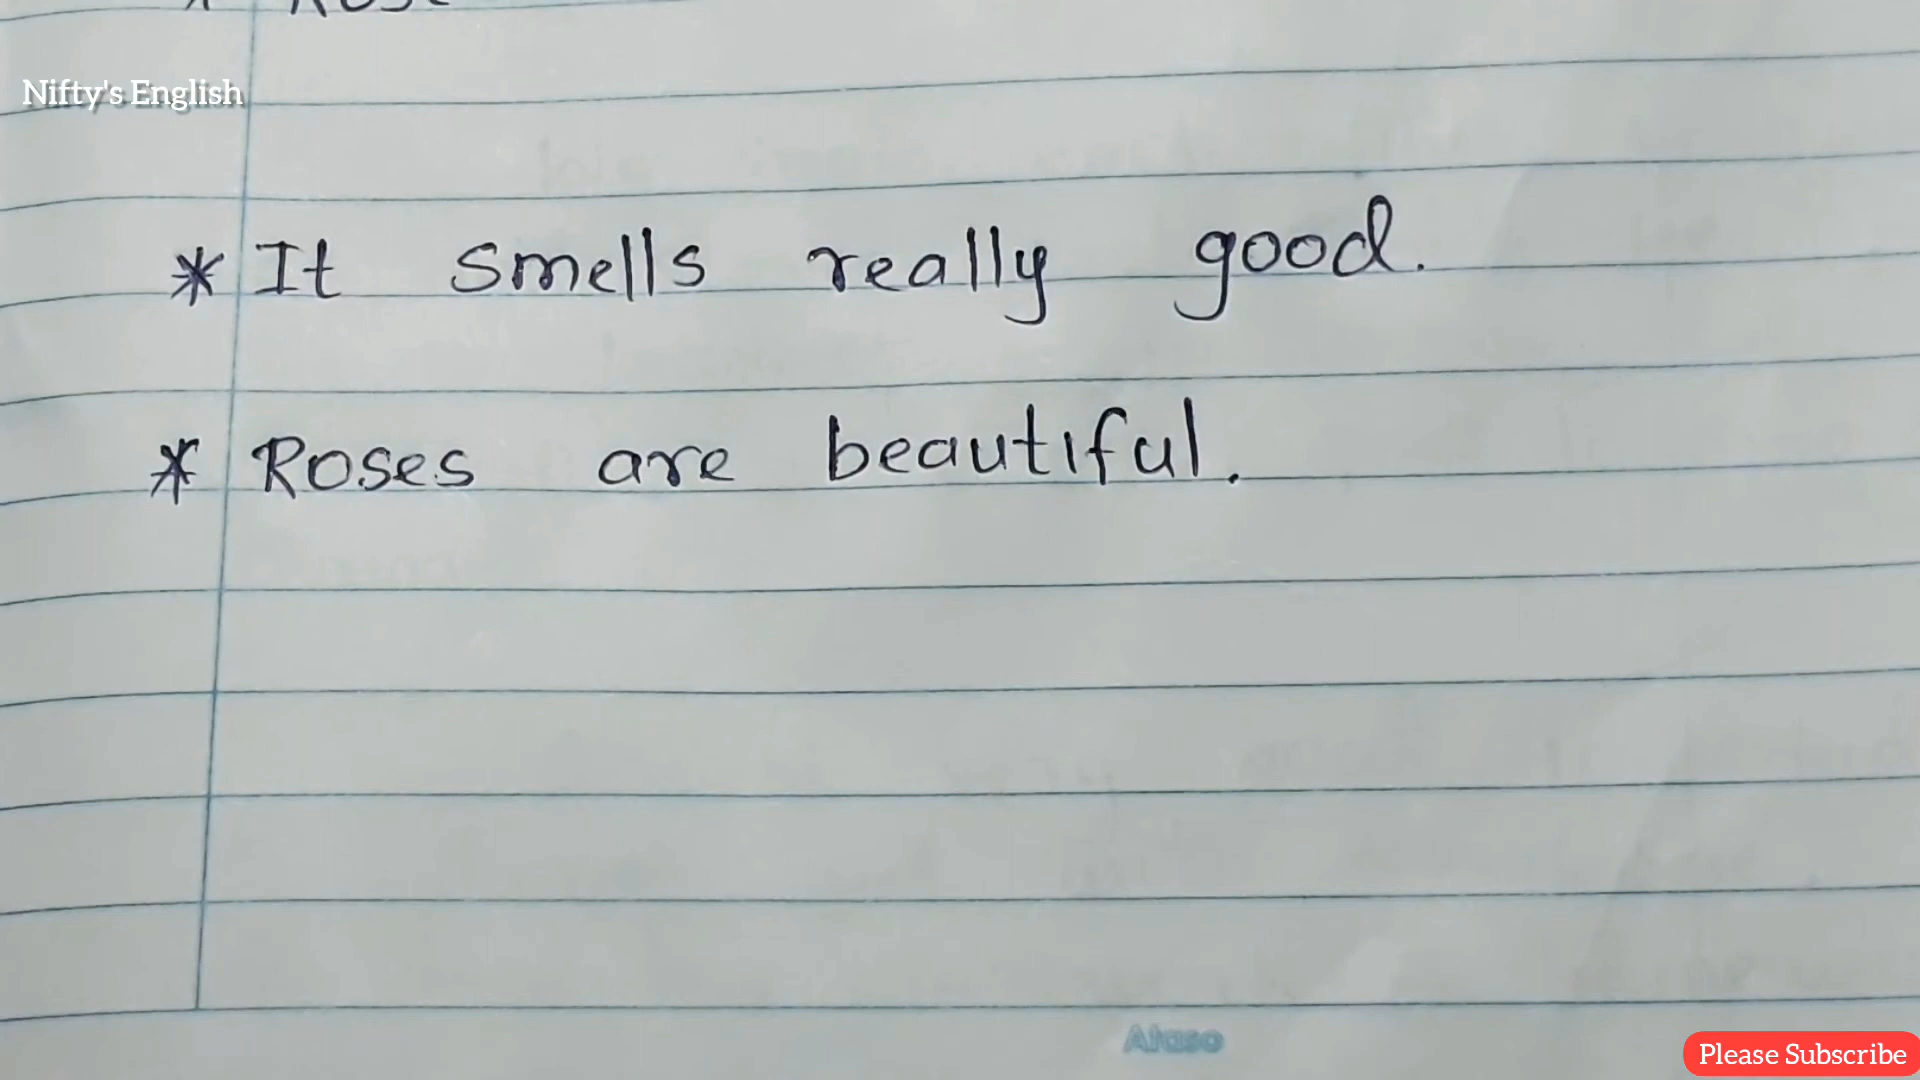 Nifty's English
* It smells really good.
* Roses are beautiful.
Please Subscribe